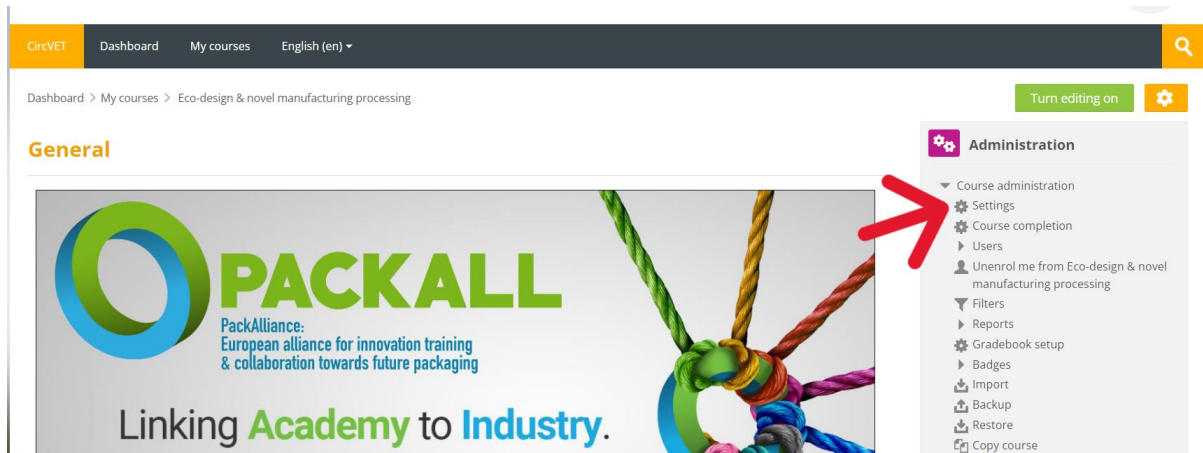 CircVET Dashboard My courses English (en)
Dashboard > My courses > Eco-design & novel manufacturing processing
Turn editing on
General
PACKALL
PackAlliance:
European alliance for innovation training
& collaboration towards future packaging
Linking Academy to Industry.
Administration
Course administration
Settings
Course completion
Users
Unenrol me from Eco-design & novel
manufacturing processing
Filters
Reports
Gradebook setup
Badges
Import
Backup
Restore
Copy course